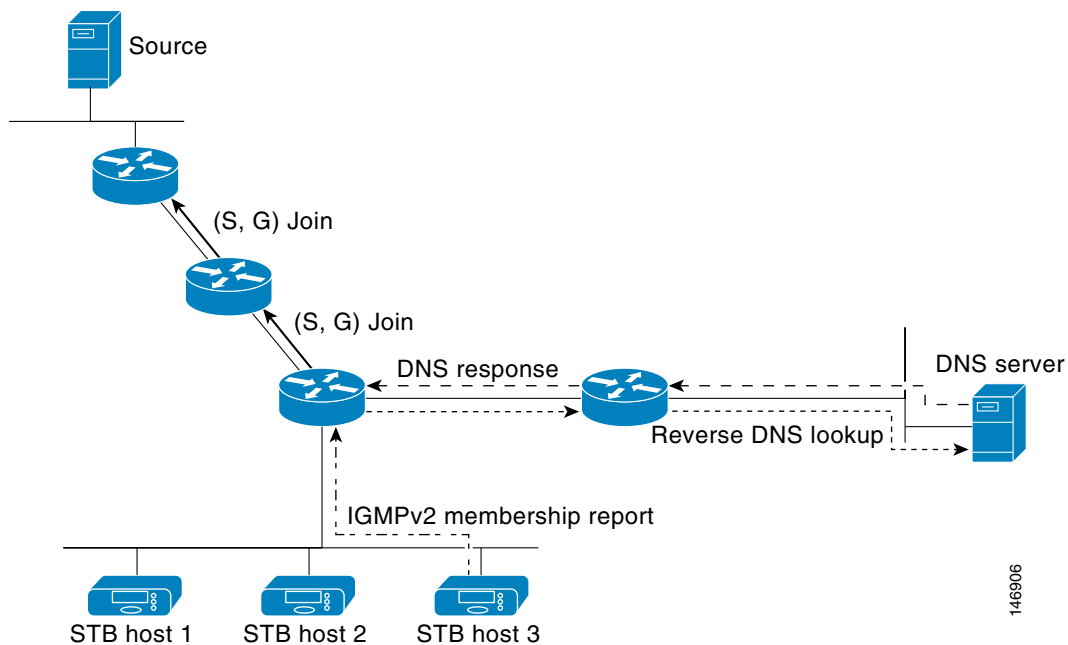 Source
(S, G) Join
(S, G) Join
DNS response
DNS server
Reverse DNS lookup
IGMPv2 membership report
STB host 1
STB host 2
STB host 3
146906